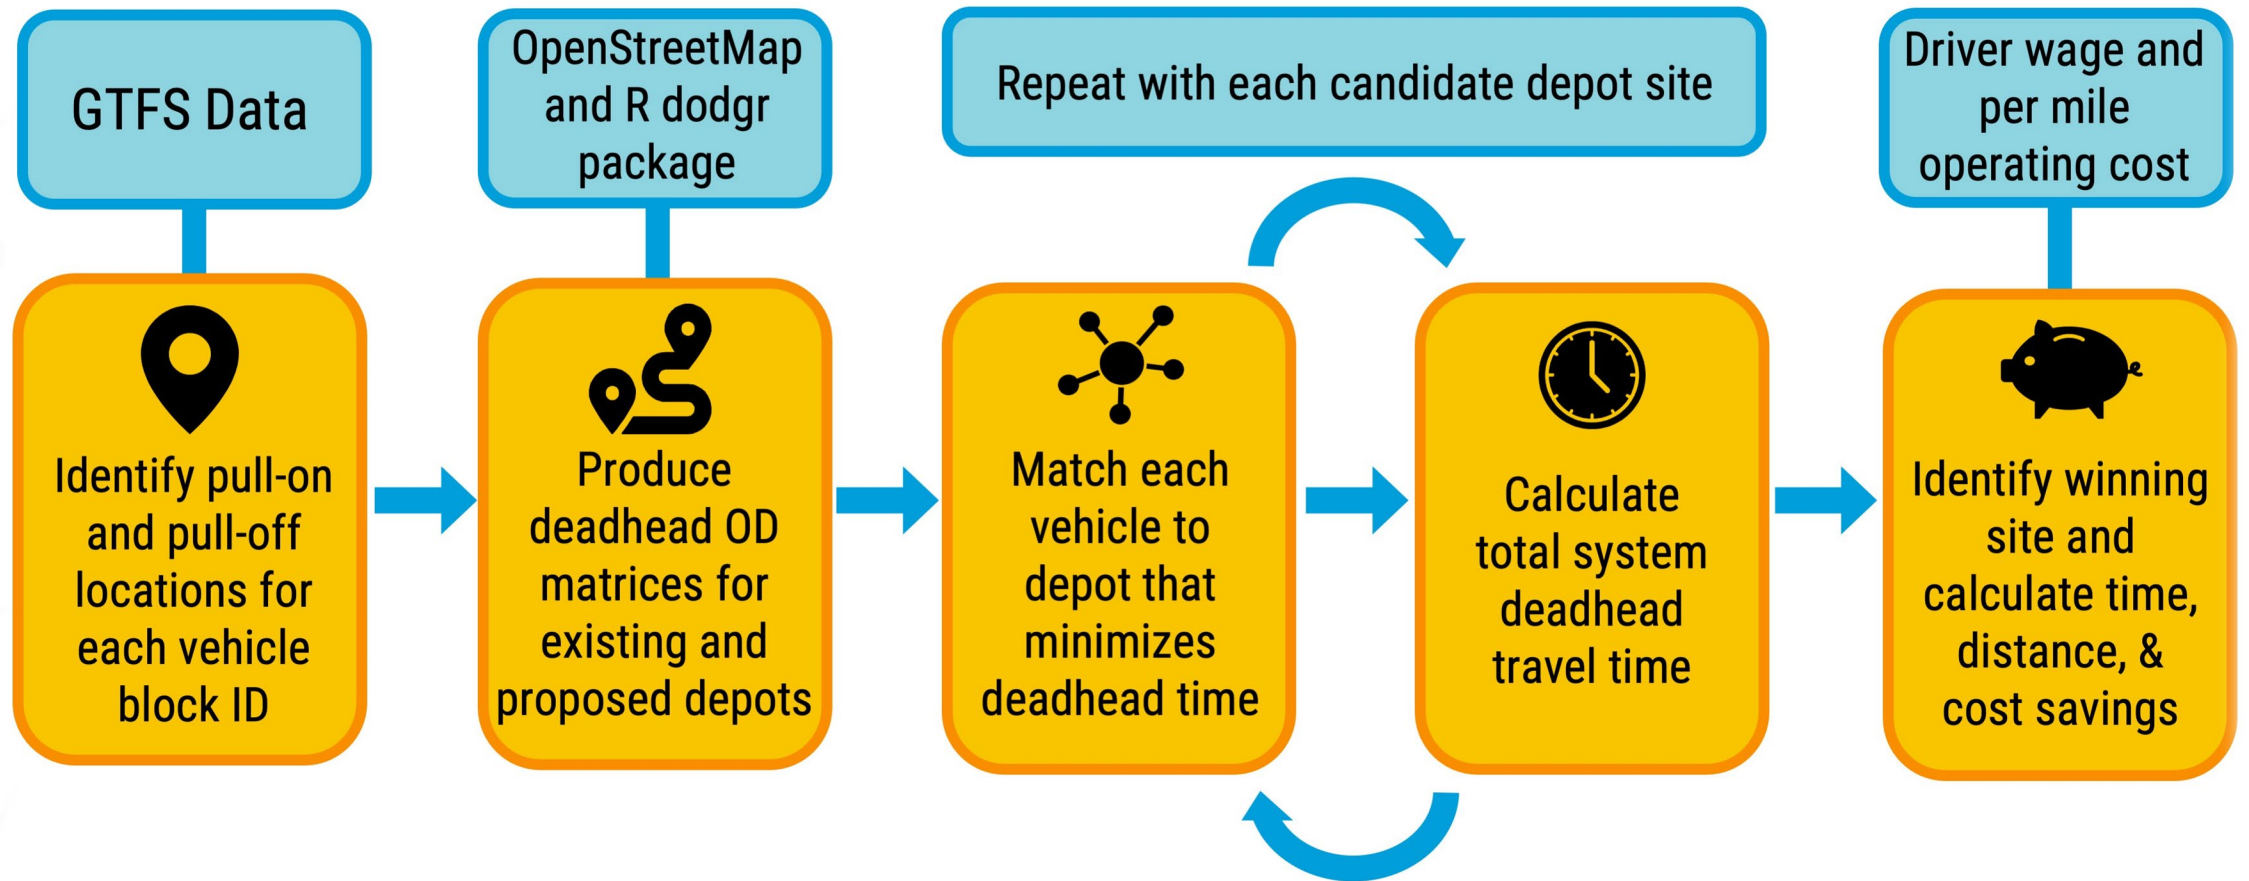 GTFS Data
OpenStreetMap
and R dodgr
package
Repeat with each candidate depot site
Driver wage and
per mile
operating cost
Identify pull-on
and pull-off
locations for
each vehicle
block ID
Produce
deadhead OD
matrices for
existing and
proposed depots
Match each
vehicle to
depot that
minimizes
deadhead time
Calculate
total system
deadhead
travel time
Identify winning
site and
calculate time,
distance, &
cost savings